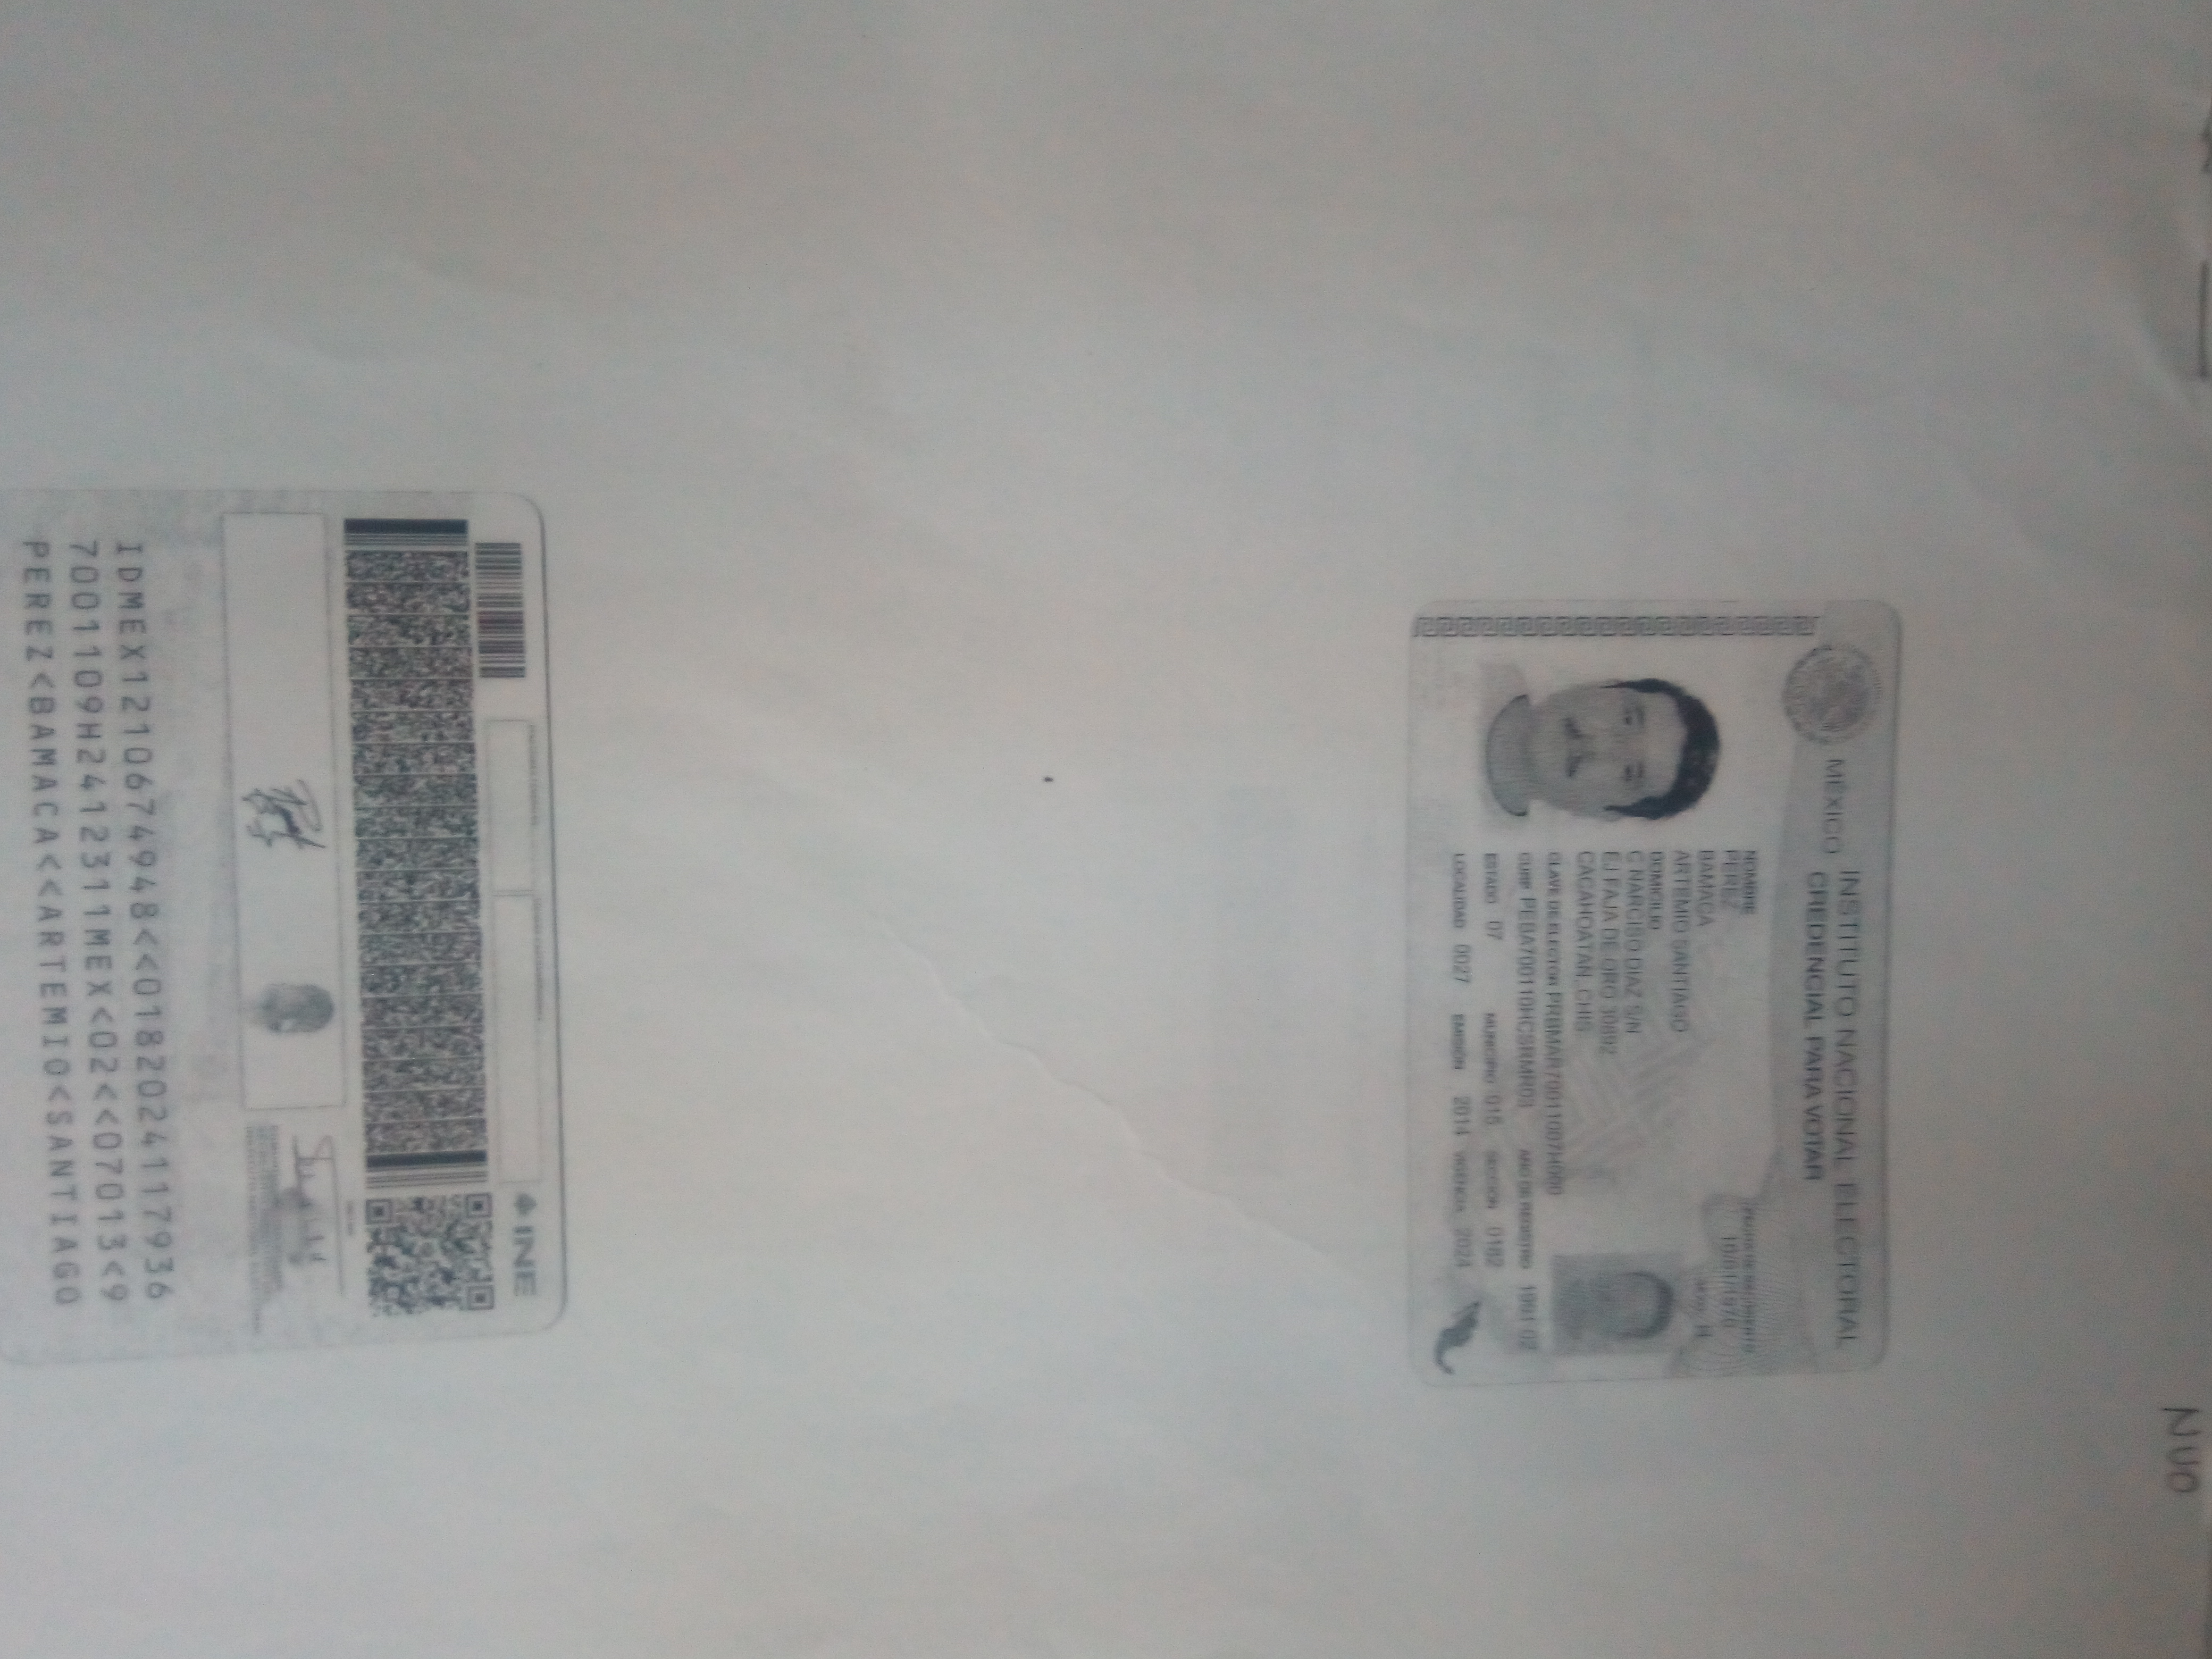 NUO
MÉXICO INSTITUTO NACIONAL ELECTORAL
CREDENCIAL PARA VOTAR
NOMBRE
PEREZ
BAMACA
ARTEMIO SANTIAGO
FECHA DE NACIMIENTO
10/01/1970
SEXO H
DOMICILIO
C NARCISO DIAZ S/N
EJ FAJA DE ORO 30892
CACAHOATAN, CHIS.
CLAVE DE ELECTOR PRBMAR70011007H000
CURP PEBA700110HCSRMR03 AÑO DE REGISTRO 1991 02
ESTADO 07 MUNICIPIO 015 SECCIÓN 0182
LOCALIDAD 0027 EMISIÓN 2014 VIGENCIA 2024
INE
IDMEX1210674948<<0182024117936
7001109H2412311MEX<02<<07013<9
PEREZ<BAMACA<<ARTEMIO<SANTIAGO